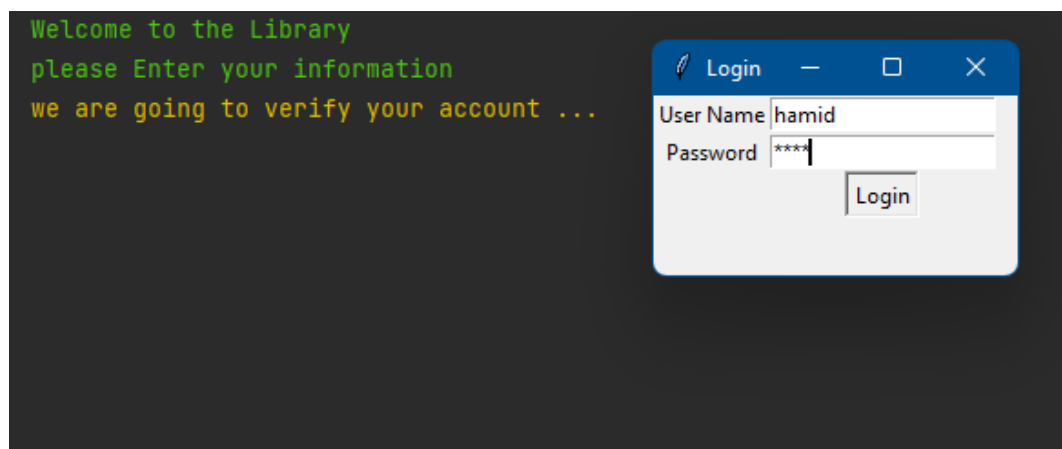 Welcome to the Library
please Enter your information
we are going to verify your account ...
Login
User Name hamid
Password ****
Login